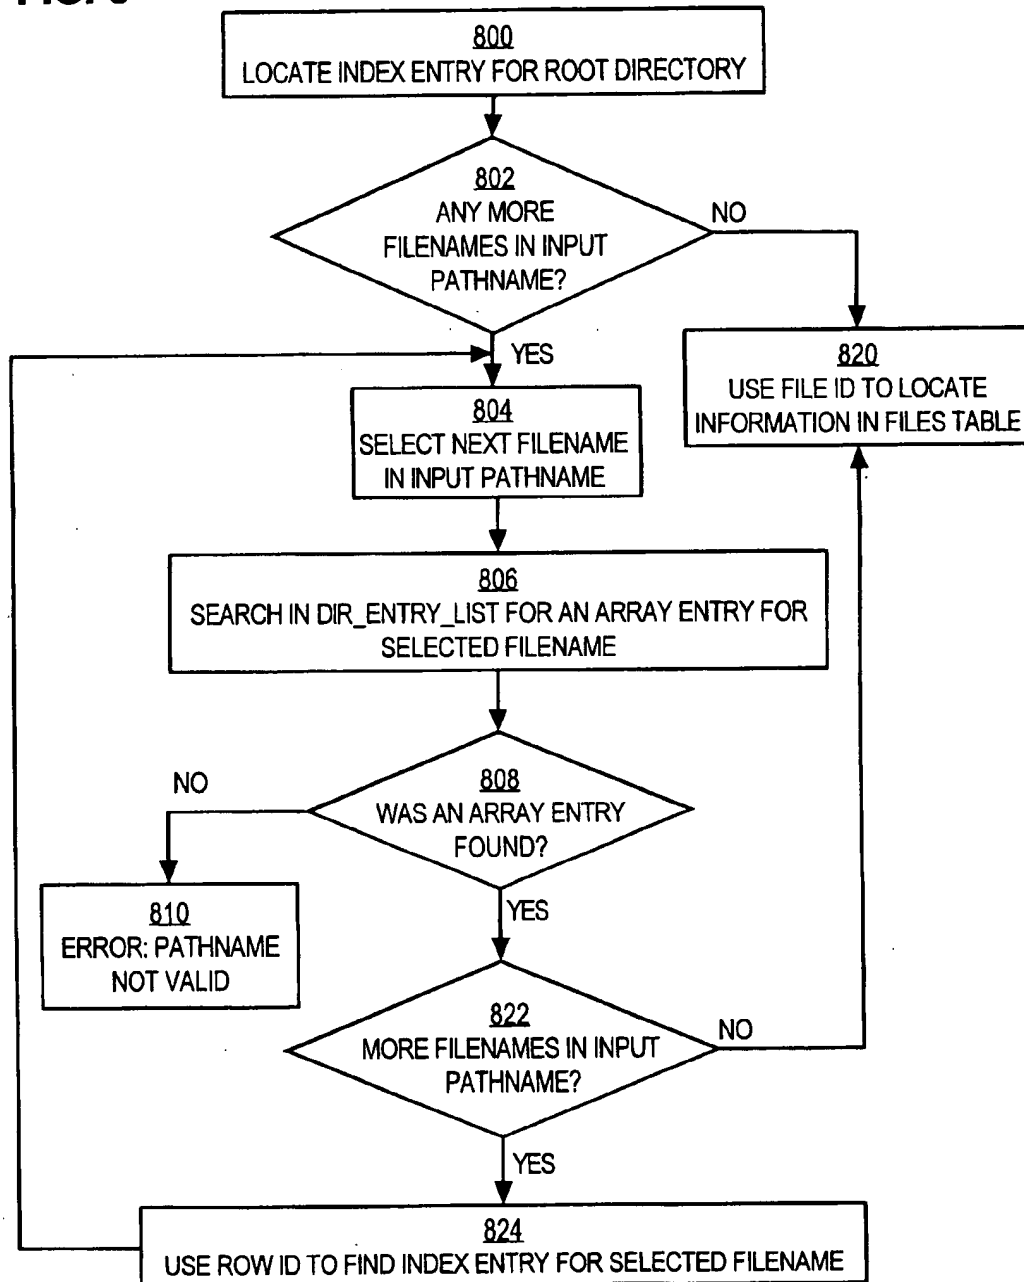 800
LOCATE INDEX ENTRY FOR ROOT DIRECTORY
802
ANY MORE
FILENAMES IN INPUT
PATHNAME?
NO
YES
820
USE FILE ID TO LOCATE
INFORMATION IN FILES TABLE
804
SELECT NEXT FILENAME
IN INPUT PATHNAME
806
SEARCH IN DIR_ENTRY_LIST FOR AN ARRAY ENTRY FOR
SELECTED FILENAME
808
WAS AN ARRAY ENTRY
FOUND?
NO
YES
810
ERROR: PATHNAME
NOT VALID
822
MORE FILENAMES IN INPUT
PATHNAME?
NO
YES
824
USE ROW ID TO FIND INDEX ENTRY FOR SELECTED FILENAME